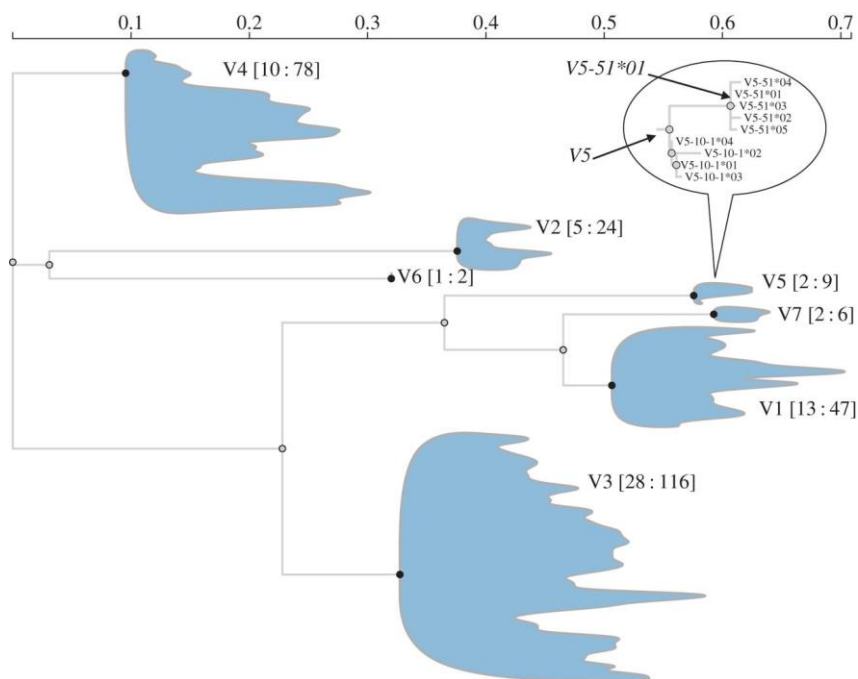 0.1 0.2 0.3 0.4 0.5 0.6 0.7
V4 [10 : 78]
V5-51*01
V5-51*04
V5-51*01
V5-51*03
V5-51*02
V5-51*05
V5
V5-10-1*04
V5-10-1*02
V5-10-1*01
V5-10-1*03
V2 [5 : 24]
V6 [1 : 2]
V5 [2 : 9]
V7 [2 : 6]
V1 [13 : 47]
V3 [28 : 116]